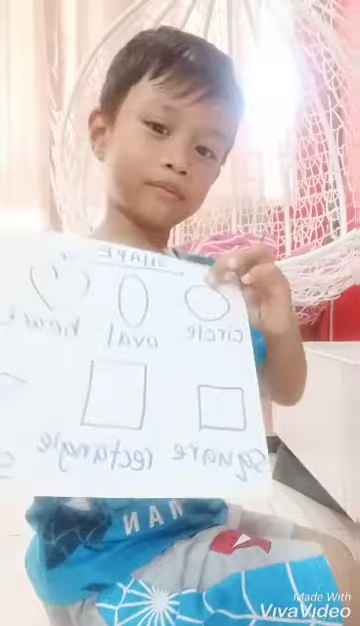 SHAPE
circle oval heart
square rectangle
Made With
VivaVideo